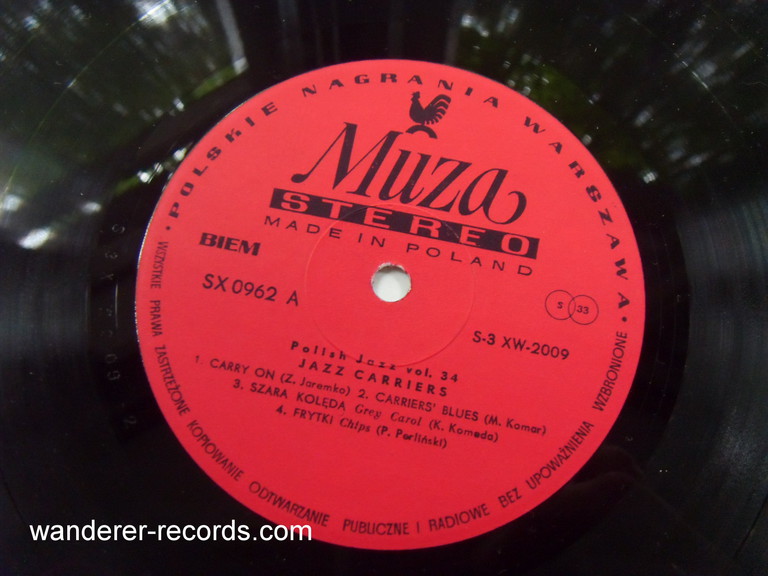 • POLSKIE NAGRANIA WARSZAWA •
Muza
STEREO
MADE IN POLAND
BIEM
SX 0962 A
S 33
S-3 XW-2009
Polish Jazz vol. 34
JAZZ CARRIERS
1. CARRY ON (Z. Jaremko) 2. CARRIERS' BLUES (M. Komar)
3. SZARA KOLĘDA Grey Carol (K. Komeda)
4. FRYTKI Chips (P. Perliński)
WSZYSTKIE PRAWA ZASTRZEŻONE KOPIOWANIE ODTWARZANIE PUBLICZNE I RADIOWE BEZ UPOWAŻNIENIA WZBRONIONE
wanderer-records.com